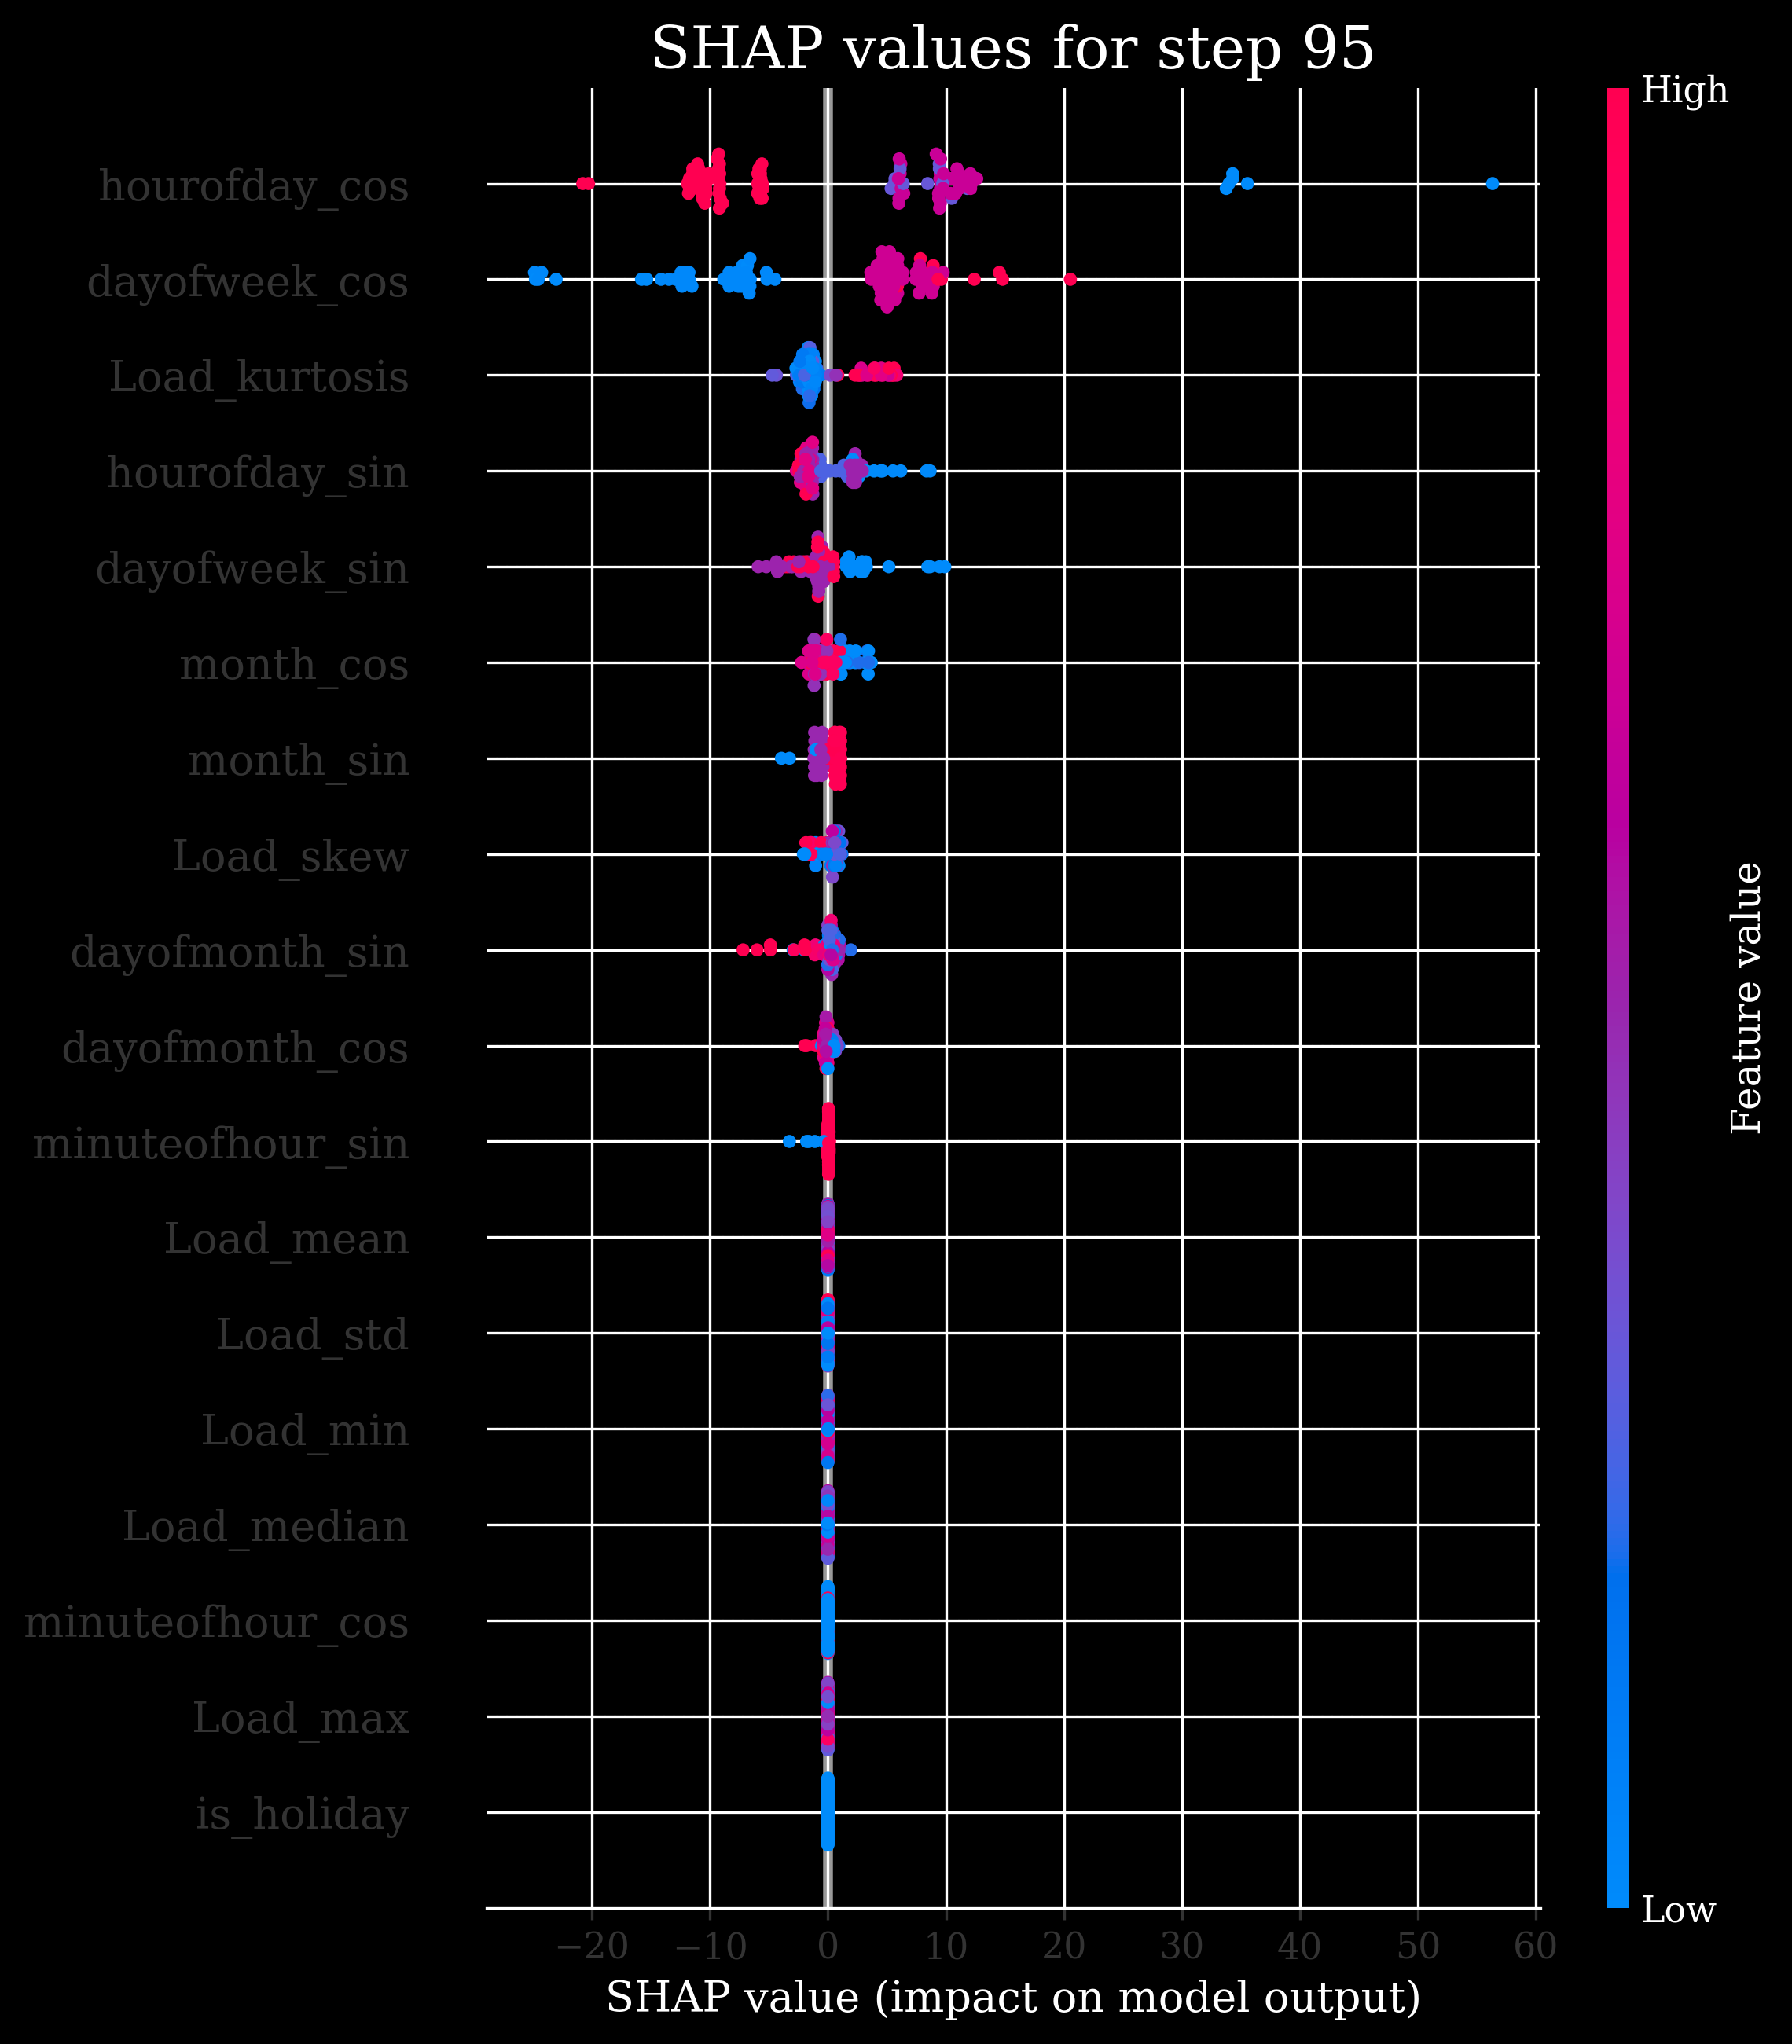 SHAP values for step 95
High
hourofday_cos
dayofweek_cos
Load_kurtosis
hourofday_sin
dayofweek_sin
month_cos
month_sin
Load_skew
dayofmonth_sin
dayofmonth_cos
minuteofhour_sin
Load_mean
Load_std
Load_min
Load_median
minuteofhour_cos
Load_max
is_holiday
Feature value
Low
−20 −10 0 10 20 30 40 50 60
SHAP value (impact on model output)